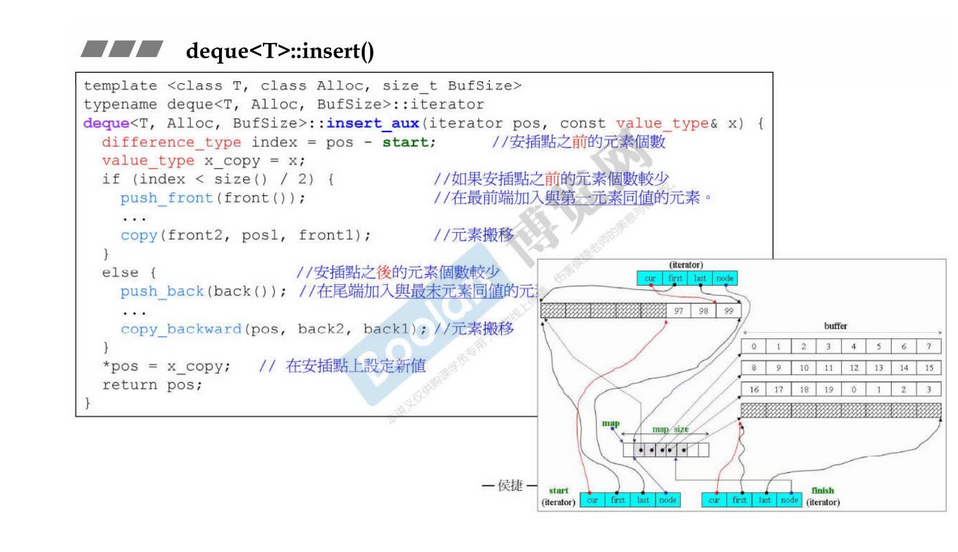 deque<T>::insert()
template <class T, class Alloc, size_t BufSize>
typename deque<T, Alloc, BufSize>::iterator
deque<T, Alloc, BufSize>::insert_aux(iterator pos, const value_type& x) {
difference_type index = pos - start; //安插點之前的元素個數
value_type x_copy = x;
if (index < size() / 2) { //如果安插點之前的元素個數較少
push_front(front()); //在最前端加入與第一元素同值的元素。
...
copy(front2, pos1, front1); //元素搬移
}
else { //安插點之後的元素個數較少
push_back(back()); //在尾端加入與最末元素同值的元
...
copy_backward(pos, back2, back1); //元素搬移
}
*pos = x_copy; // 在安插點上設定新值
return pos;
}
(iterator)
cur first last node
97 98 99
buffer
0 1 2 3 4 5 6 7
8 9 10 11 12 13 14 15
16 17 18 19 0 1 2 3
map
map size
start
(iterator)
cur first last node
cur first last node
finish
(iterator)
— 侯捷 —
Boolan
博览网